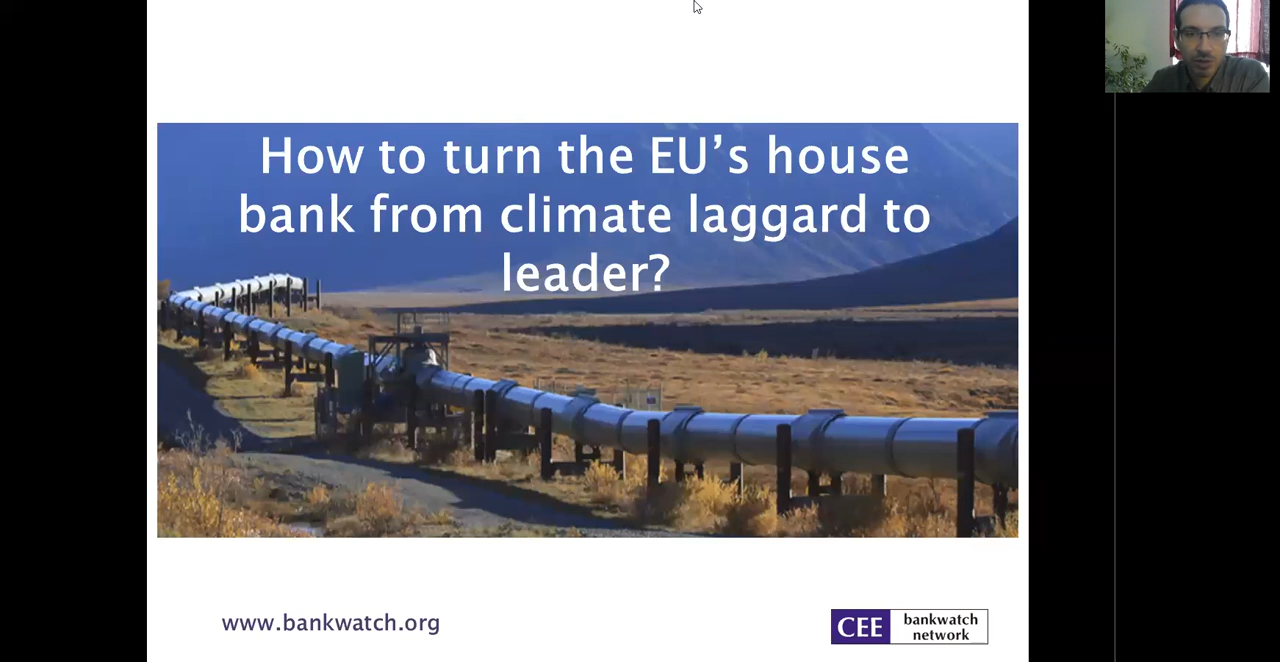 How to turn the EU’s house
bank from climate laggard to
leader?
www.bankwatch.org
CEE bankwatch
network